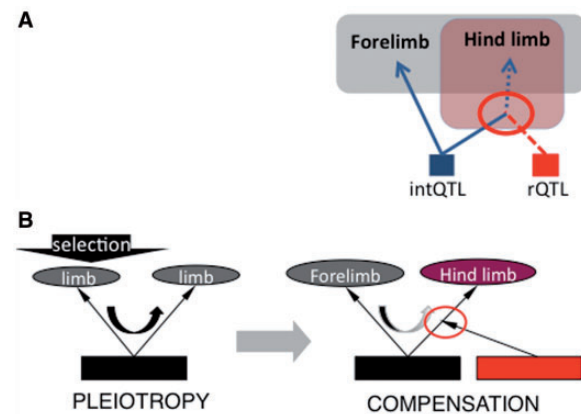 A
Forelimb Hind limb
intQTL rQTL
B
selection
limb limb Forelimb Hind limb
PLEIOTROPY COMPENSATION